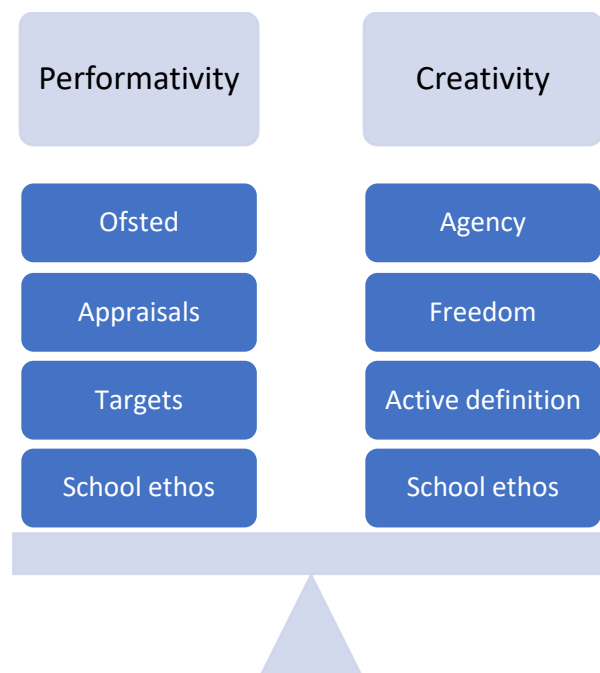 Performativity
Creativity
Ofsted
Agency
Appraisals
Freedom
Targets
Active definition
School ethos
School ethos